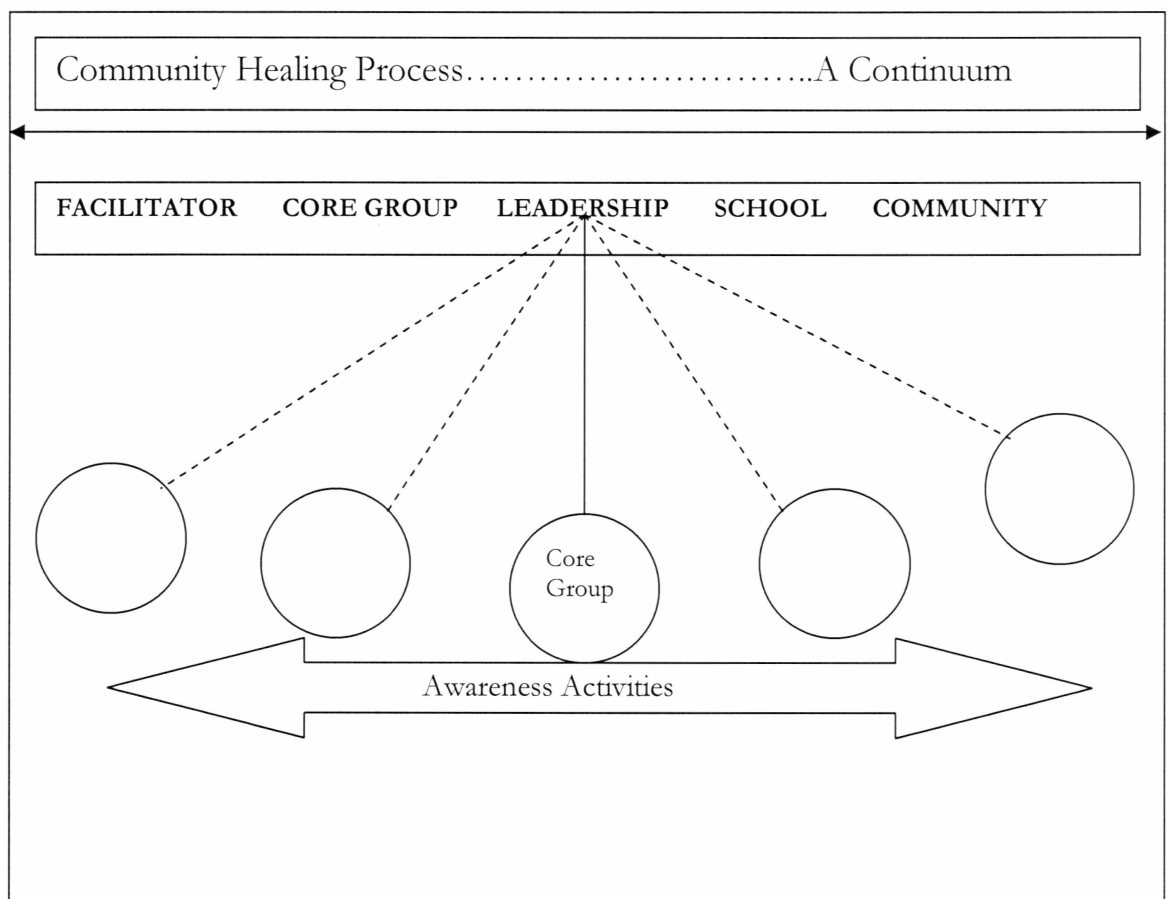 Community Healing Process…………………………..A Continuum
FACILITATOR CORE GROUP LEADERSHIP SCHOOL COMMUNITY
Core
Group
Awareness Activities